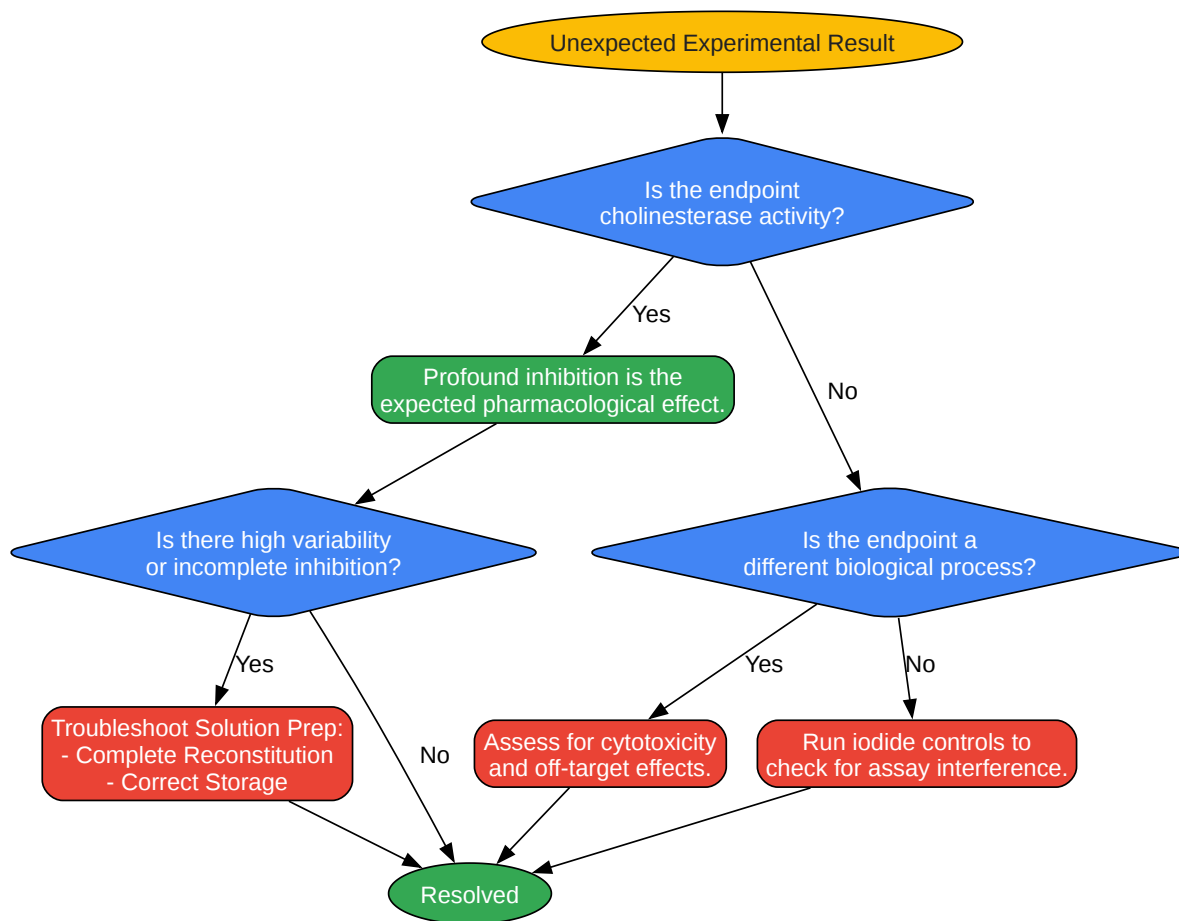 Unexpected Experimental Result
Is the endpoint
cholinesterase activity?
Yes
No
Profound inhibition is the
expected pharmacological effect.
Is there high variability
or incomplete inhibition?
Is the endpoint a
different biological process?
Yes
No
Yes
No
Troubleshoot Solution Prep:
- Complete Reconstitution
- Correct Storage
Assess for cytotoxicity
and off-target effects.
Run iodide controls to
check for assay interference.
Resolved